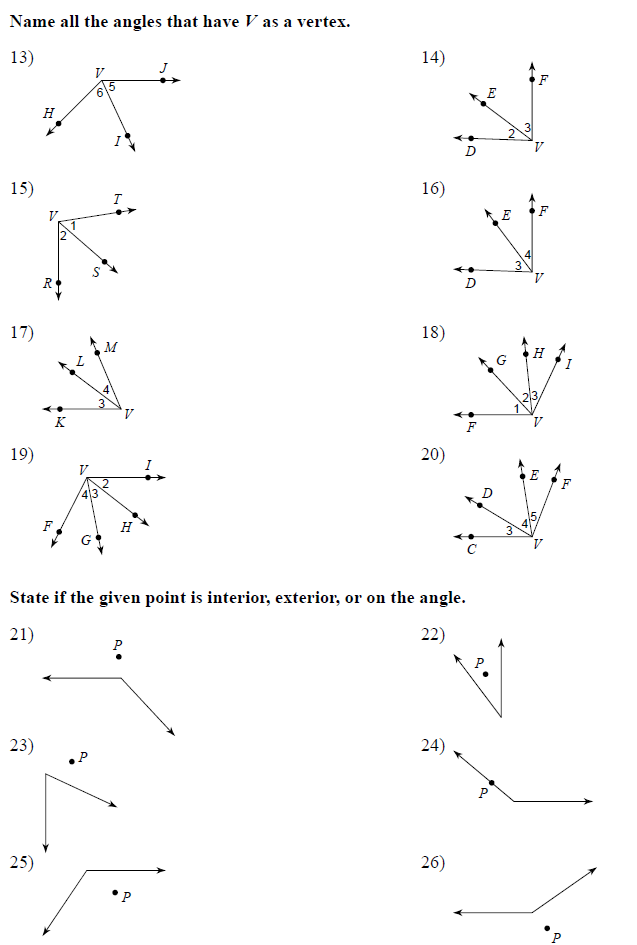 Name all the angles that have V as a vertex.
13)
V
J
6 5
H
I
14)
F
E
2 3
D
V
15)
T
V
1
2
R
S
16)
E
F
4
3
D
V
17)
M
L
4
3
K
V
18)
G
H
I
2 3
1
F
V
19)
V
I
2
4 3
F
G
H
20)
E
F
D
5
4
3
C
V
State if the given point is interior, exterior, or on the angle.
21)
P
22)
P
23)
P
24)
P
25)
P
26)
P